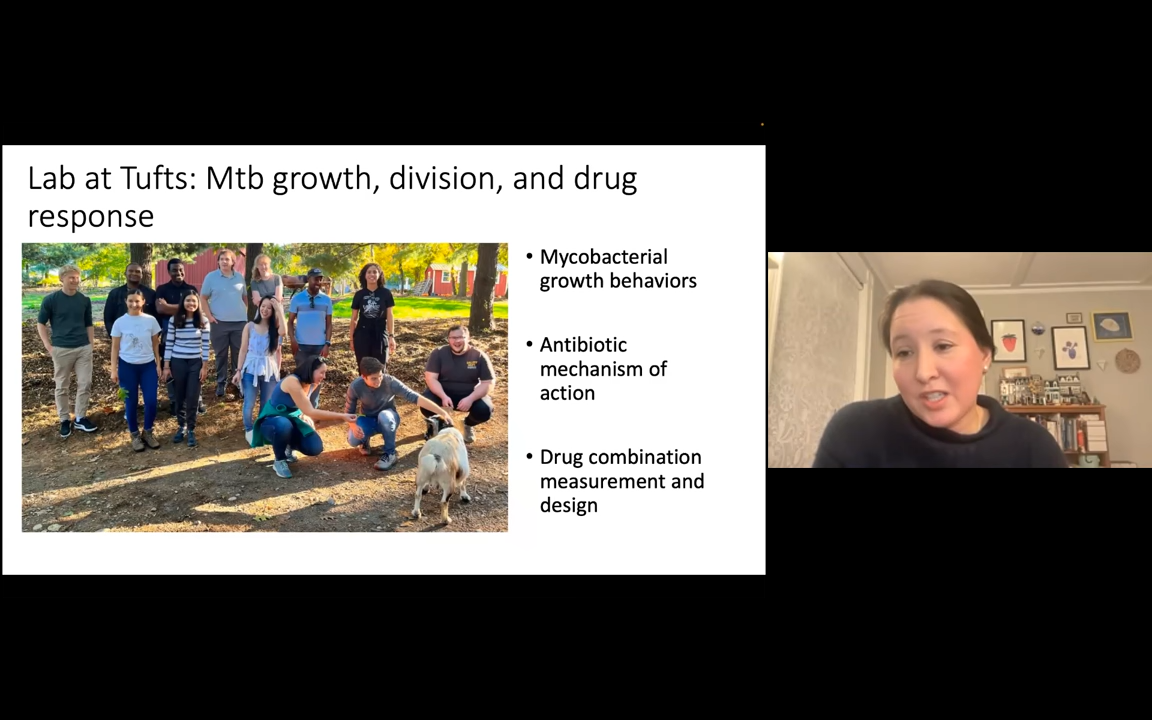 Lab at Tufts: Mtb growth, division, and drug
response
• Mycobacterial
growth behaviors
• Antibiotic
mechanism of
action
• Drug combination
measurement and
design